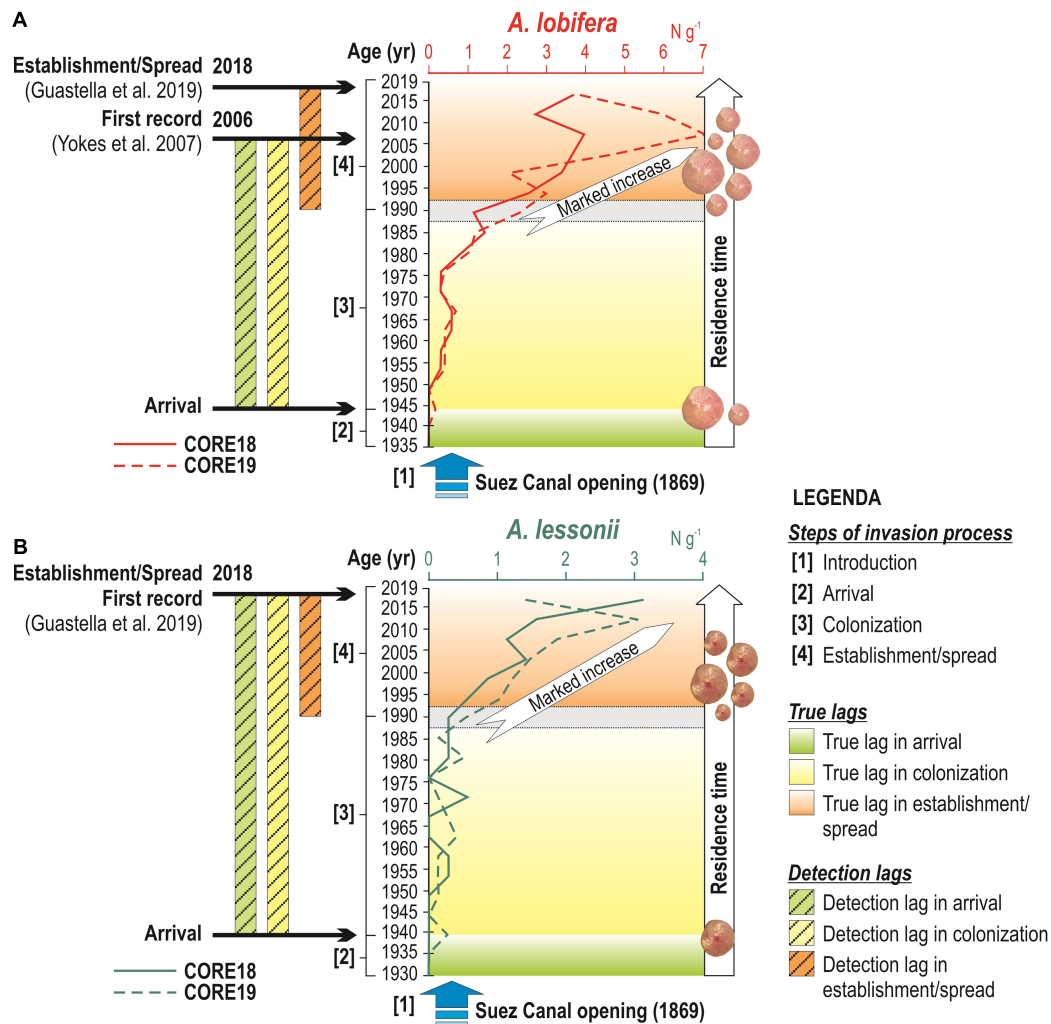 A
A. lobifera
N g-1
Age (yr)
0 1 2 3 4 5 6 7
Establishment/Spread 2018
(Guastella et al. 2019)
First record 2006
(Yokes et al. 2007)
Arrival
CORE18
CORE19
[4]
[3]
[2]
2019
2015
2010
2005
2000
1995
1990
1985
1980
1975
1970
1965
1960
1955
1950
1945
1940
1935
Marked increase
Residence time
[1]
Suez Canal opening (1869)
B
A. lessonii
N g-1
Age (yr)
0 1 2 3 4
Establishment/Spread 2018
First record
(Guastella et al. 2019)
Arrival
CORE18
CORE19
[4]
[3]
[2]
2019
2015
2010
2005
2000
1995
1990
1985
1980
1975
1970
1965
1960
1955
1950
1945
1940
1935
1930
Marked increase
Residence time
[1]
Suez Canal opening (1869)
LEGENDA
Steps of invasion process
[1] Introduction
[2] Arrival
[3] Colonization
[4] Establishment/spread
True lags
True lag in arrival
True lag in colonization
True lag in establishment/
spread
Detection lags
Detection lag in arrival
Detection lag in colonization
Detection lag in
establishment/spread